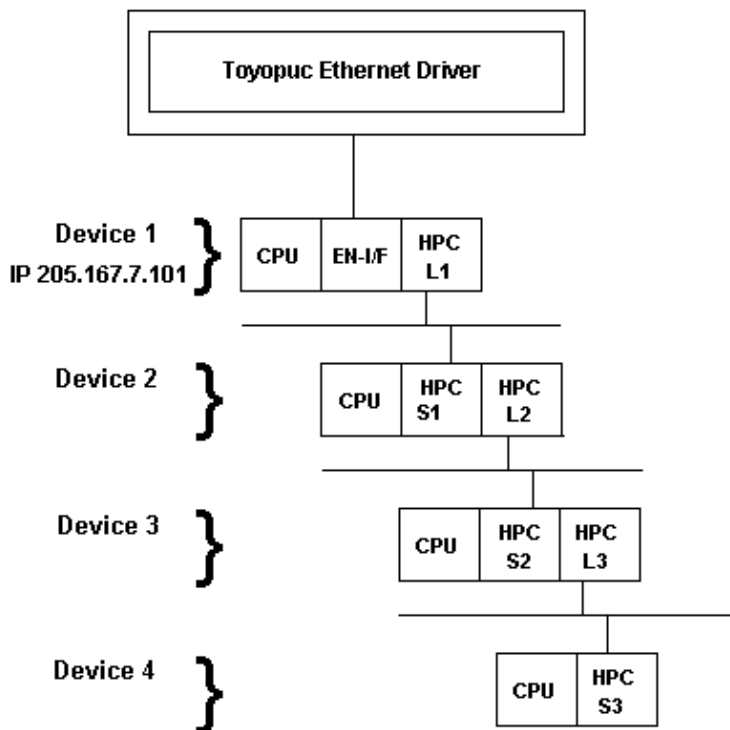 Toyopuc Ethernet Driver
Device 1
IP 205.167.7.101
CPU
EN-I/F
HPC
L1
Device 2
CPU
HPC
S1
HPC
L2
Device 3
CPU
HPC
S2
HPC
L3
Device 4
CPU
HPC
S3